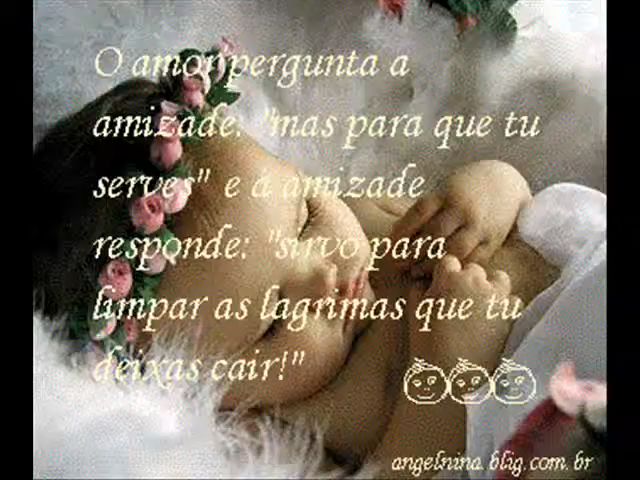 O amor pergunta a
amizade: "mas para que tu
serves" e a amizade
responde: "sirvo para
limpar as lagrimas que tu
deixas cair!"
angelnina.blig.com.br